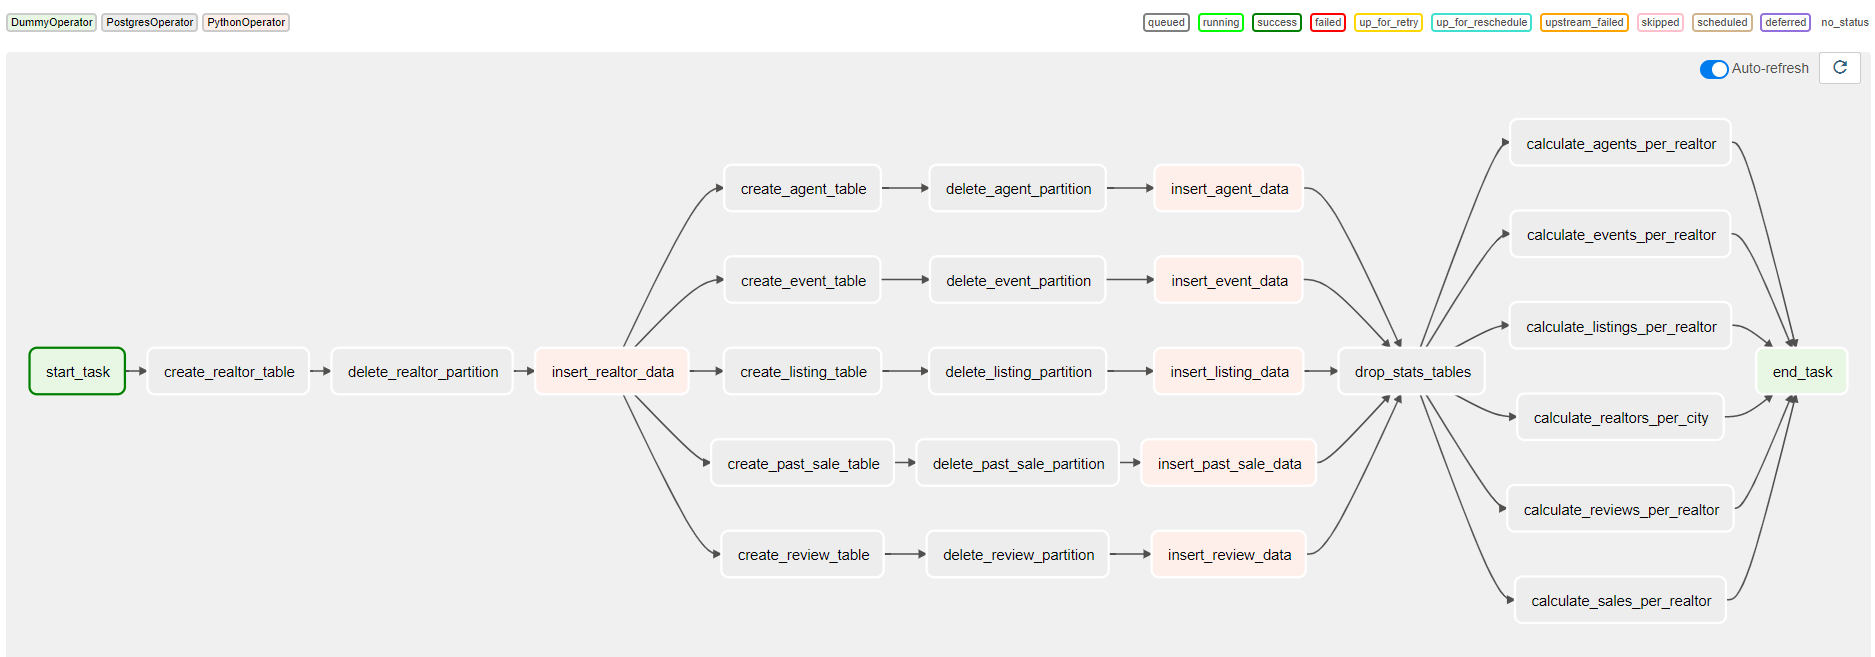 DummyOperator PostgresOperator PythonOperator queued running success failed up_for_retry up_for_reschedule upstream_failed skipped scheduled deferred no_status
Auto-refresh
calculate_agents_per_realtor
create_agent_table delete_agent_partition insert_agent_data
calculate_events_per_realtor
create_event_table delete_event_partition insert_event_data
calculate_listings_per_realtor
start_task create_realtor_table delete_realtor_partition insert_realtor_data create_listing_table delete_listing_partition insert_listing_data drop_stats_tables end_task
calculate_realtors_per_city
create_past_sale_table delete_past_sale_partition insert_past_sale_data
calculate_reviews_per_realtor
create_review_table delete_review_partition insert_review_data
calculate_sales_per_realtor